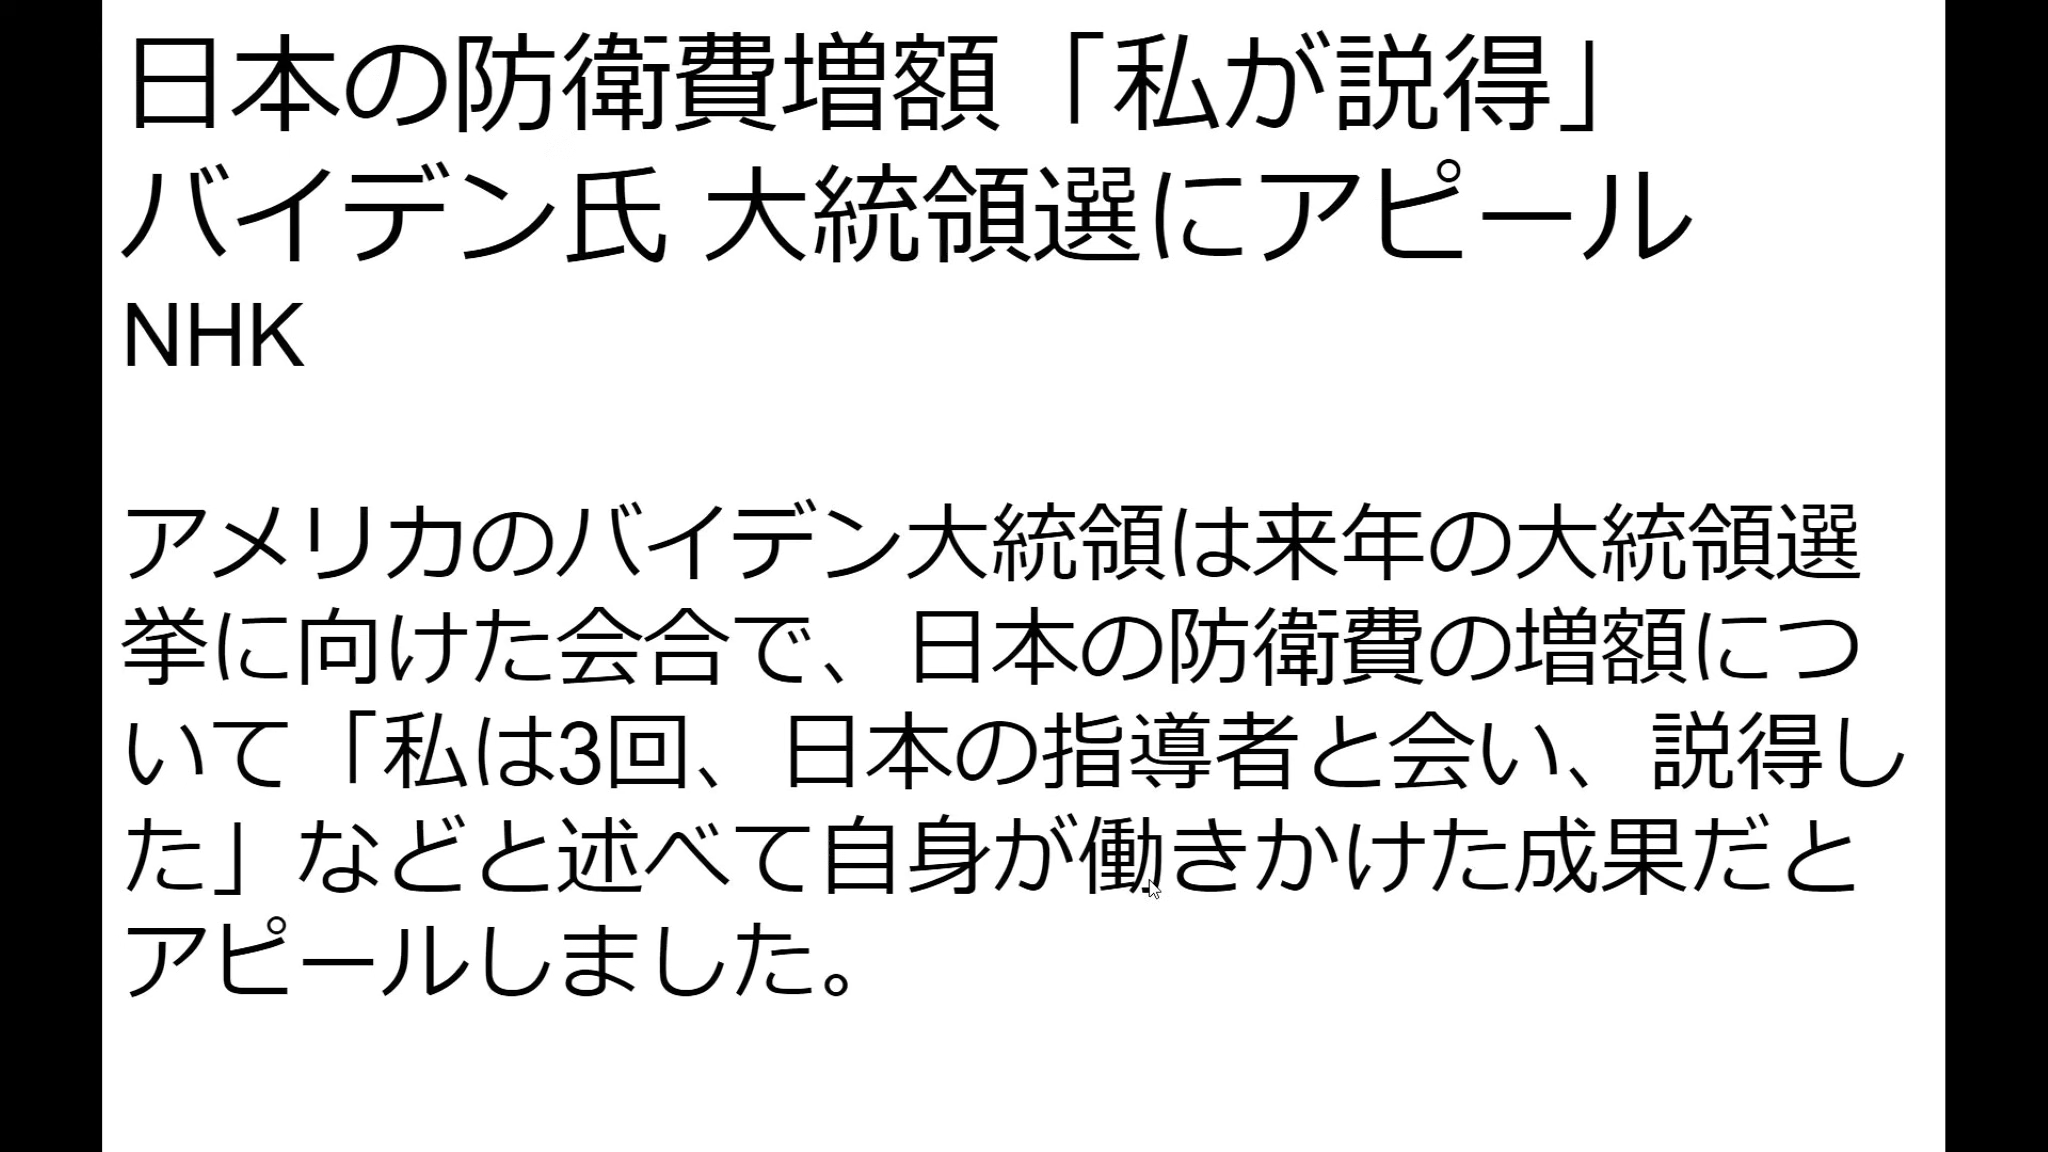 日本の防衛費増額「私が説得」
バイデン氏 大統領選にアピール
NHK
アメリカのバイデン大統領は来年の大統領選
挙に向けた会合で、日本の防衛費の増額につ
いて「私は3回、日本の指導者と会い、説得し
た」などと述べて自身が働きかけた成果だと
アピールしました。